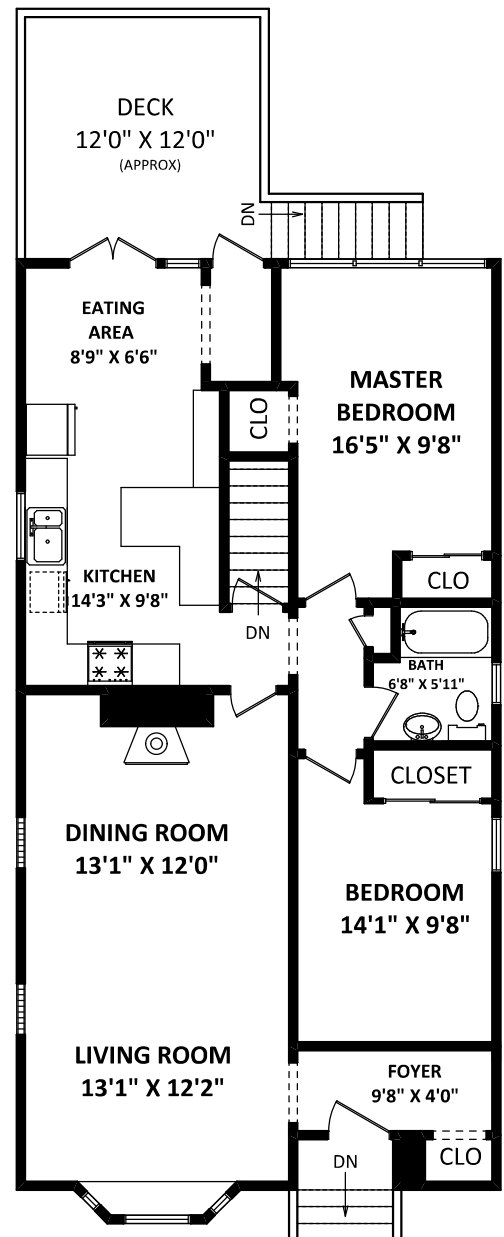 DECK
12'0" X 12'0"
(APPROX)
DN
EATING
AREA
8'9" X 6'6"
MASTER
BEDROOM
16'5" X 9'8"
CLO
KITCHEN
14'3" X 9'8"
CLO
DN
BATH
6'8" X 5'11"
CLOSET
DINING ROOM
13'1" X 12'0"
BEDROOM
14'1" X 9'8"
LIVING ROOM
13'1" X 12'2"
FOYER
9'8" X 4'0"
CLO
DN